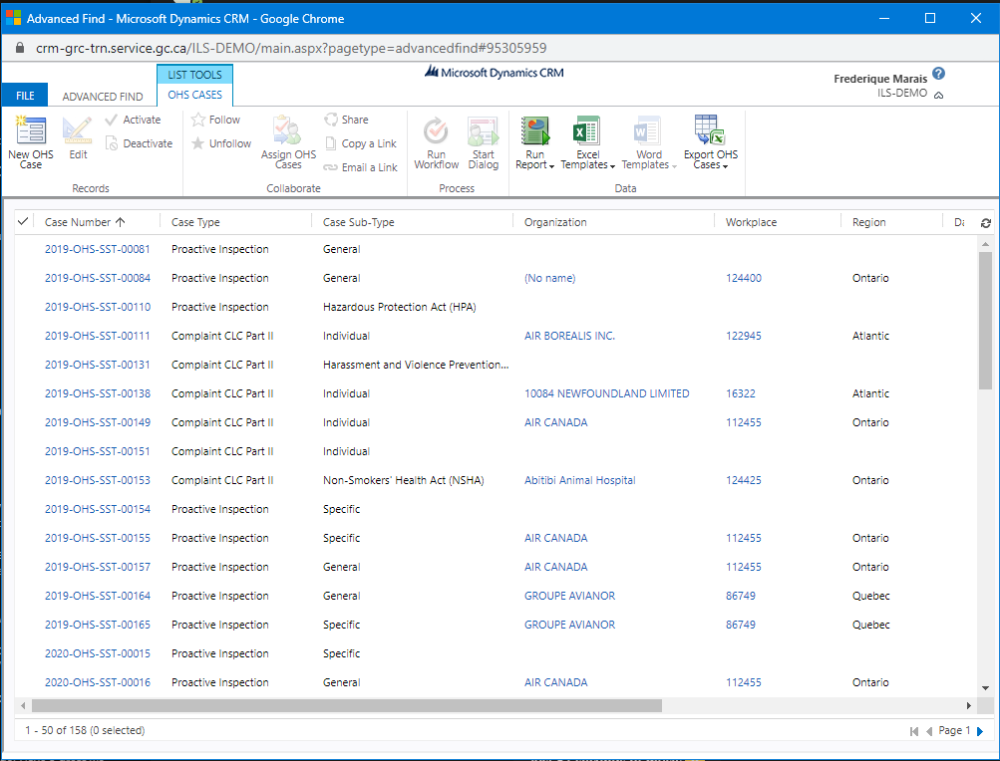 Advanced Find - Microsoft Dynamics CRM - Google Chrome
crm-grc-trn.service.gc.ca/ILS-DEMO/main.aspx?pagetype=advancedfind#95305959
Microsoft Dynamics CRM
Frederique Marais
ILS-DEMO
FILE ADVANCED FIND LIST TOOLS OHS CASES
New OHS Case
Edit
Activate
Deactivate
Records
Follow
Unfollow
Assign OHS Cases
Share
Copy a Link
Email a Link
Collaborate
Run Workflow
Start Dialog
Process
Run Report
Excel Templates
Word Templates
Export OHS Cases
Data
Case Number Case Type Case Sub-Type Organization Workplace Region Da
2019-OHS-SST-00081 Proactive Inspection General
2019-OHS-SST-00084 Proactive Inspection General (No name) 124400 Ontario
2019-OHS-SST-00110 Proactive Inspection Hazardous Protection Act (HPA)
2019-OHS-SST-00111 Complaint CLC Part II Individual AIR BOREALIS INC. 122945 Atlantic
2019-OHS-SST-00131 Complaint CLC Part II Harassment and Violence Prevention...
2019-OHS-SST-00138 Complaint CLC Part II Individual 10084 NEWFOUNDLAND LIMITED 16322 Atlantic
2019-OHS-SST-00149 Complaint CLC Part II Individual AIR CANADA 112455 Ontario
2019-OHS-SST-00151 Complaint CLC Part II Individual
2019-OHS-SST-00153 Complaint CLC Part II Non-Smokers' Health Act (NSHA) Abitibi Animal Hospital 124425 Ontario
2019-OHS-SST-00154 Proactive Inspection Specific
2019-OHS-SST-00155 Proactive Inspection Specific AIR CANADA 112455 Ontario
2019-OHS-SST-00157 Proactive Inspection General AIR CANADA 112455 Ontario
2019-OHS-SST-00164 Proactive Inspection General GROUPE AVIANOR 86749 Quebec
2019-OHS-SST-00165 Proactive Inspection Specific GROUPE AVIANOR 86749 Quebec
2020-OHS-SST-00015 Proactive Inspection Specific
2020-OHS-SST-00016 Proactive Inspection General AIR CANADA 112455 Ontario
1 - 50 of 158 (0 selected) Page 1